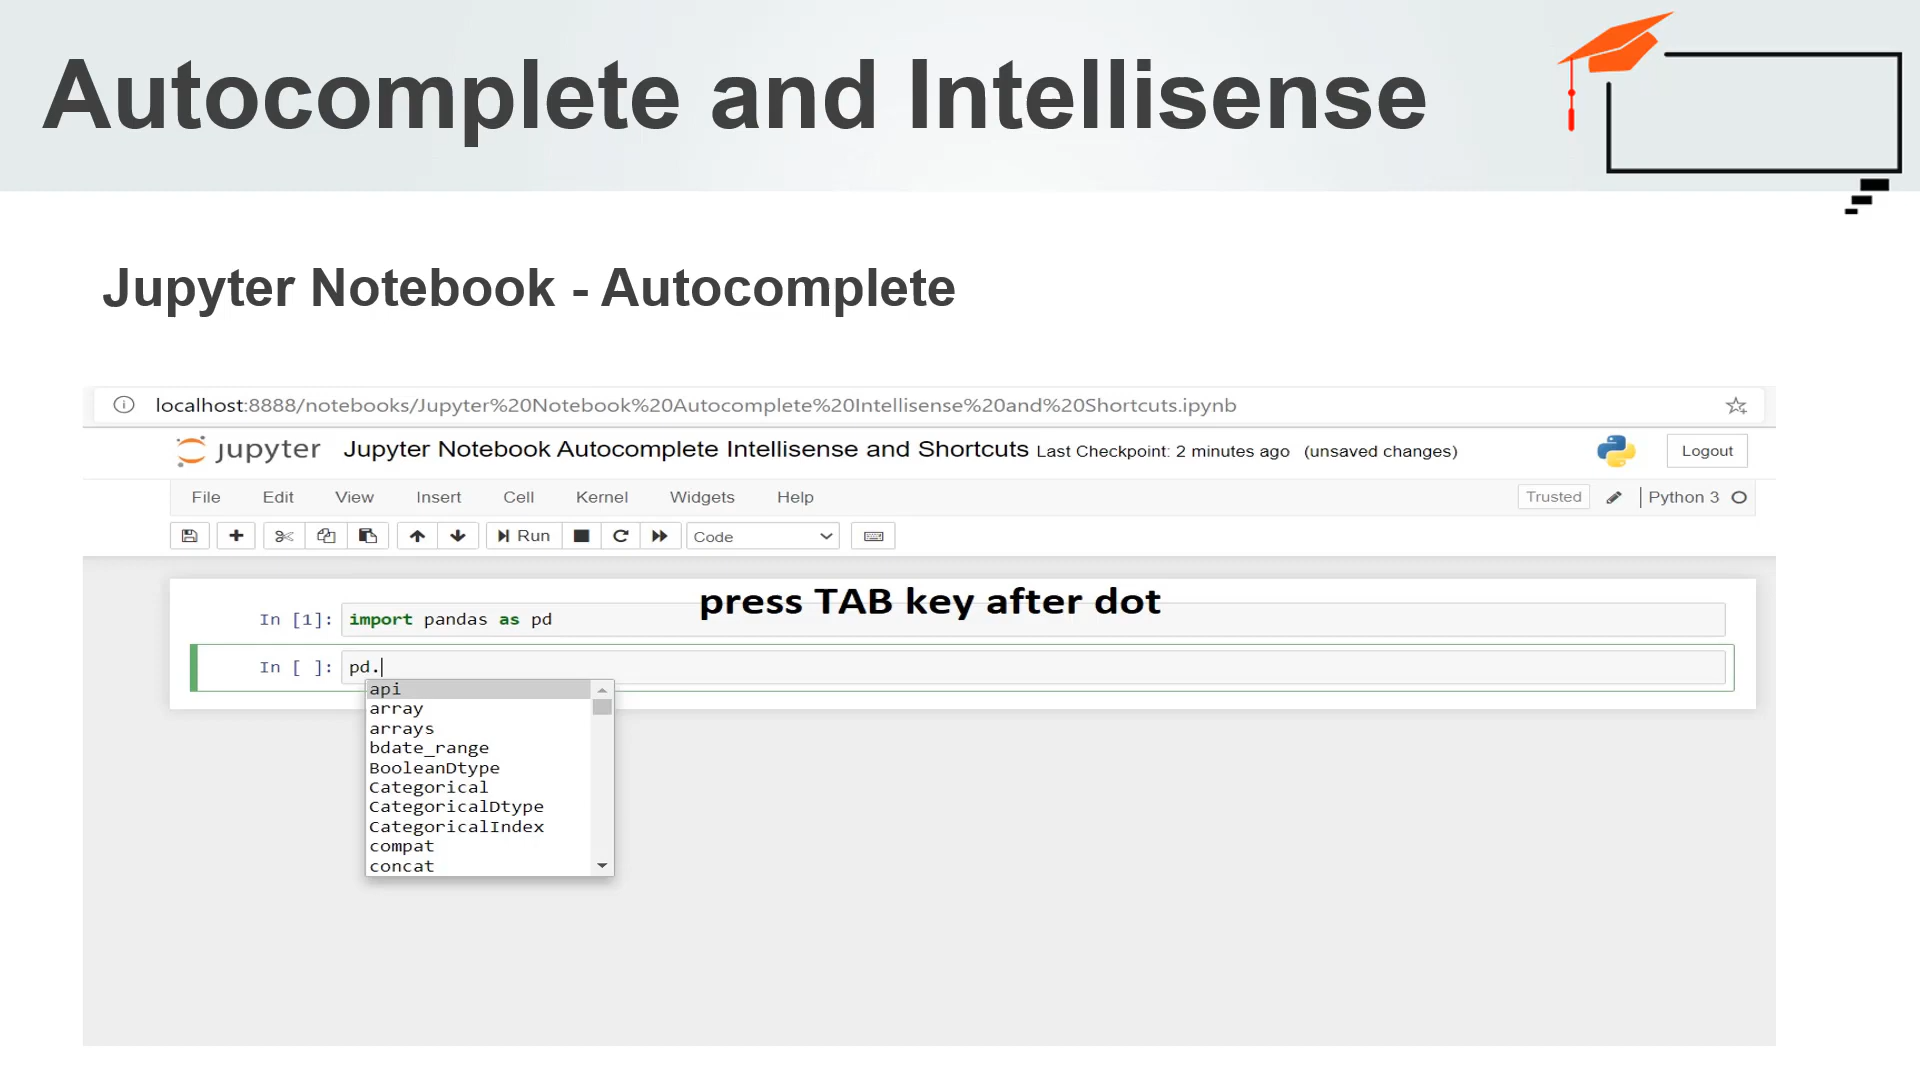 Autocomplete and Intellisense
Jupyter Notebook - Autocomplete
localhost:8888/notebooks/Jupyter%20Notebook%20Autocomplete%20Intellisense%20and%20Shortcuts.ipynb
jupyter Jupyter Notebook Autocomplete Intellisense and Shortcuts Last Checkpoint: 2 minutes ago (unsaved changes) Logout
File Edit View Insert Cell Kernel Widgets Help Trusted Python 3
Run Code
press TAB key after dot
In [1]: import pandas as pd
In [ ]: pd.
api
array
arrays
bdate_range
BooleanDtype
Categorical
CategoricalDtype
CategoricalIndex
compat
concat